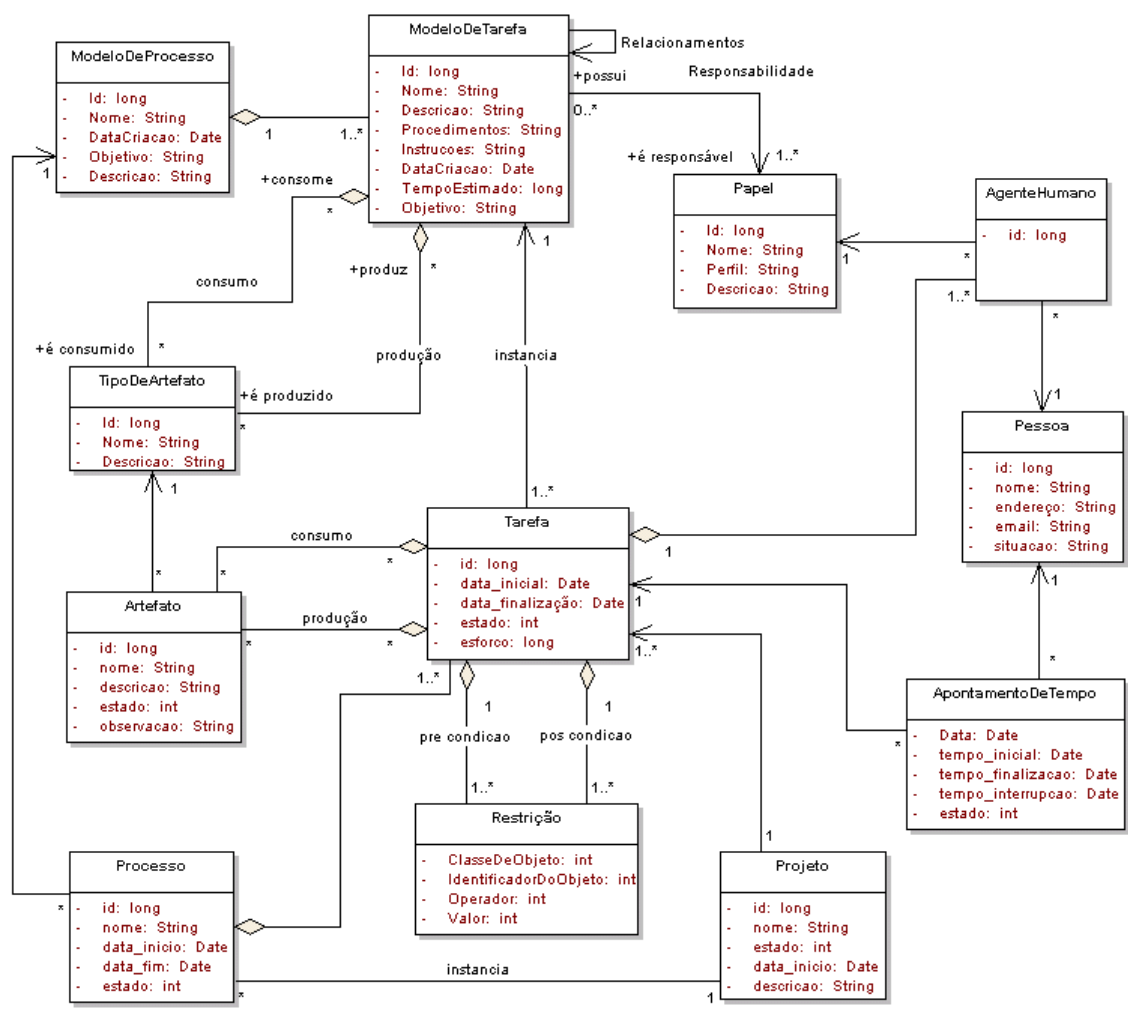 ModeloDeProcesso
- Id: long
- Nome: String
- DataCriacao: Date
- Objetivo: String
- Descricao: String
1
1..*
1
ModeloDeTarefa
- Id: long
- Nome: String
- Descricao: String
- Procedimentos: String
- Instrucoes: String
- DataCriacao: Date
- TempoEstimado: long
- Objetivo: String
Relacionamentos
+possui
Responsabilidade
0..*
+é responsável
1..*
Papel
- Id: long
- Nome: String
- Perfil: String
- Descricao: String
1
*
AgenteHumano
- id: long
1..*
*
1
+consome
*
consumo
+é consumido
*
+produz
*
produção
+é produzido
*
1
instancia
1..*
TipoDeArtefato
- Id: long
- Nome: String
- Descricao: String
1
*
Pessoa
- id: long
- nome: String
- endereço: String
- email: String
- situacao: String
1
*
Tarefa
- id: long
- data_inicial: Date
- data_finalização: Date
- estado: int
- esforco: long
consumo
*
*
produção
*
*
1
1
*
1..*
1
Artefato
- id: long
- nome: String
- descricao: String
- estado: int
- observacao: String
1..*
1
pre condicao
1..*
1
pos condicao
1..*
ApontamentoDeTempo
- Data: Date
- tempo_inicial: Date
- tempo_finalizacao: Date
- tempo_interrupcao: Date
- estado: int
Restrição
- ClasseDeObjeto: int
- IdentificadorDoObjeto: int
- Operador: int
- Valor: int
Processo
- id: long
- nome: String
- data_inicio: Date
- data_fim: Date
- estado: int
*
*
instancia
1
Projeto
- id: long
- nome: String
- estado: int
- data_inicio: Date
- descricao: String